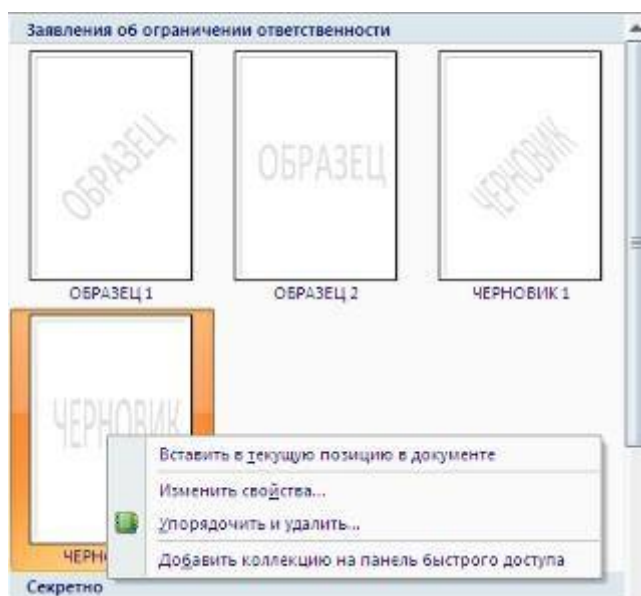 Заявления об ограничении ответственности
ОБРАЗЕЦ
ОБРАЗЕЦ
ЧЕРНОВИК
ОБРАЗЕЦ 1
ОБРАЗЕЦ 2
ЧЕРНОВИК 1
ЧЕРНОВИК
Вставить в текущую позицию в документе
Изменить свойства...
Упорядочить и удалить...
Добавить коллекцию на панель быстрого доступа
Секретно